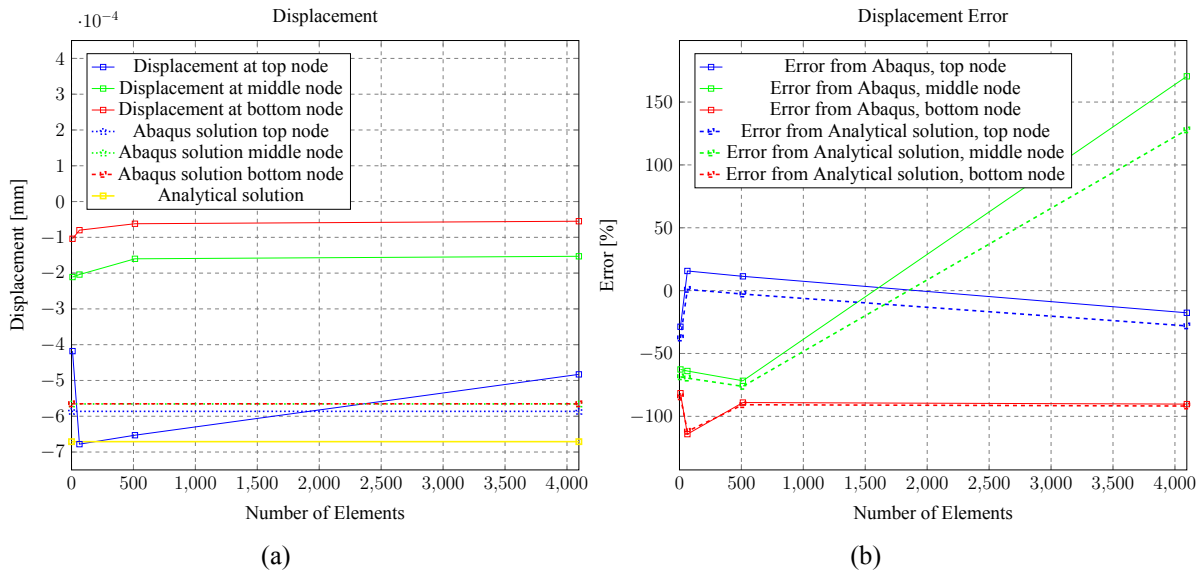 Displacement
·10⁻⁴
4
3
2
1
0
−1
−2
−3
−4
−5
−6
−7
Displacement [mm]
Displacement at top node
Displacement at middle node
Displacement at bottom node
Abaqus solution top node
Abaqus solution middle node
Abaqus solution bottom node
Analytical solution
0 500 1,000 1,500 2,000 2,500 3,000 3,500 4,000
Number of Elements
(a)
Displacement Error
150
100
50
0
−50
−100
Error [%]
Error from Abaqus, top node
Error from Abaqus, middle node
Error from Abaqus, bottom node
Error from Analytical solution, top node
Error from Analytical solution, middle node
Error from Analytical solution, bottom node
0 500 1,000 1,500 2,000 2,500 3,000 3,500 4,000
Number of Elements
(b)